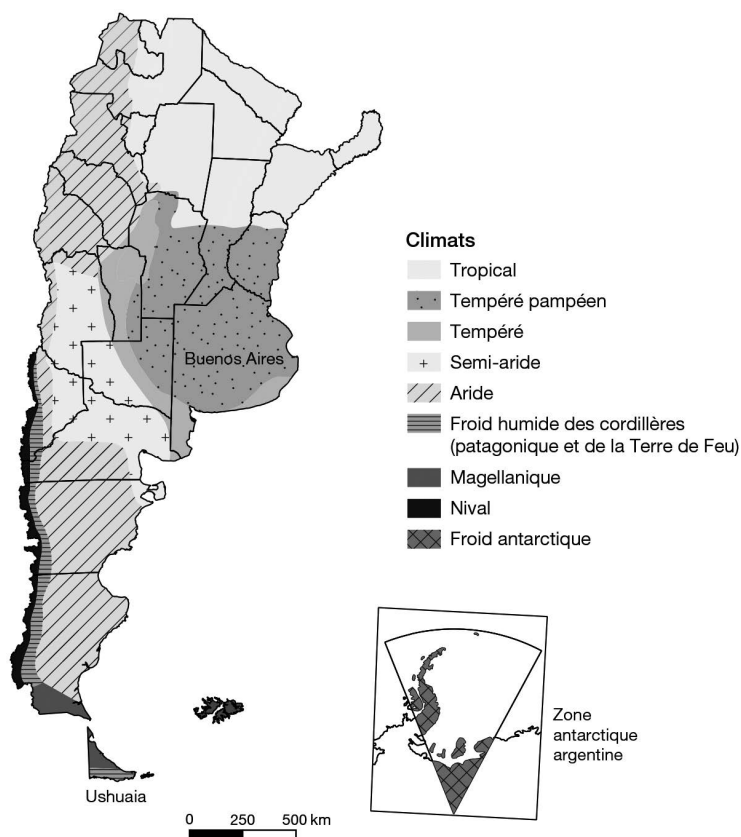 Climats
Tropical
Tempéré pampéen
Tempéré
Semi-aride
Aride
Froid humide des cordillères
(patagonique et de la Terre de Feu)
Magellanique
Nival
Froid antarctique
Buenos Aires
Zone
antarctique
argentine
Ushuaia
0 250 500 km